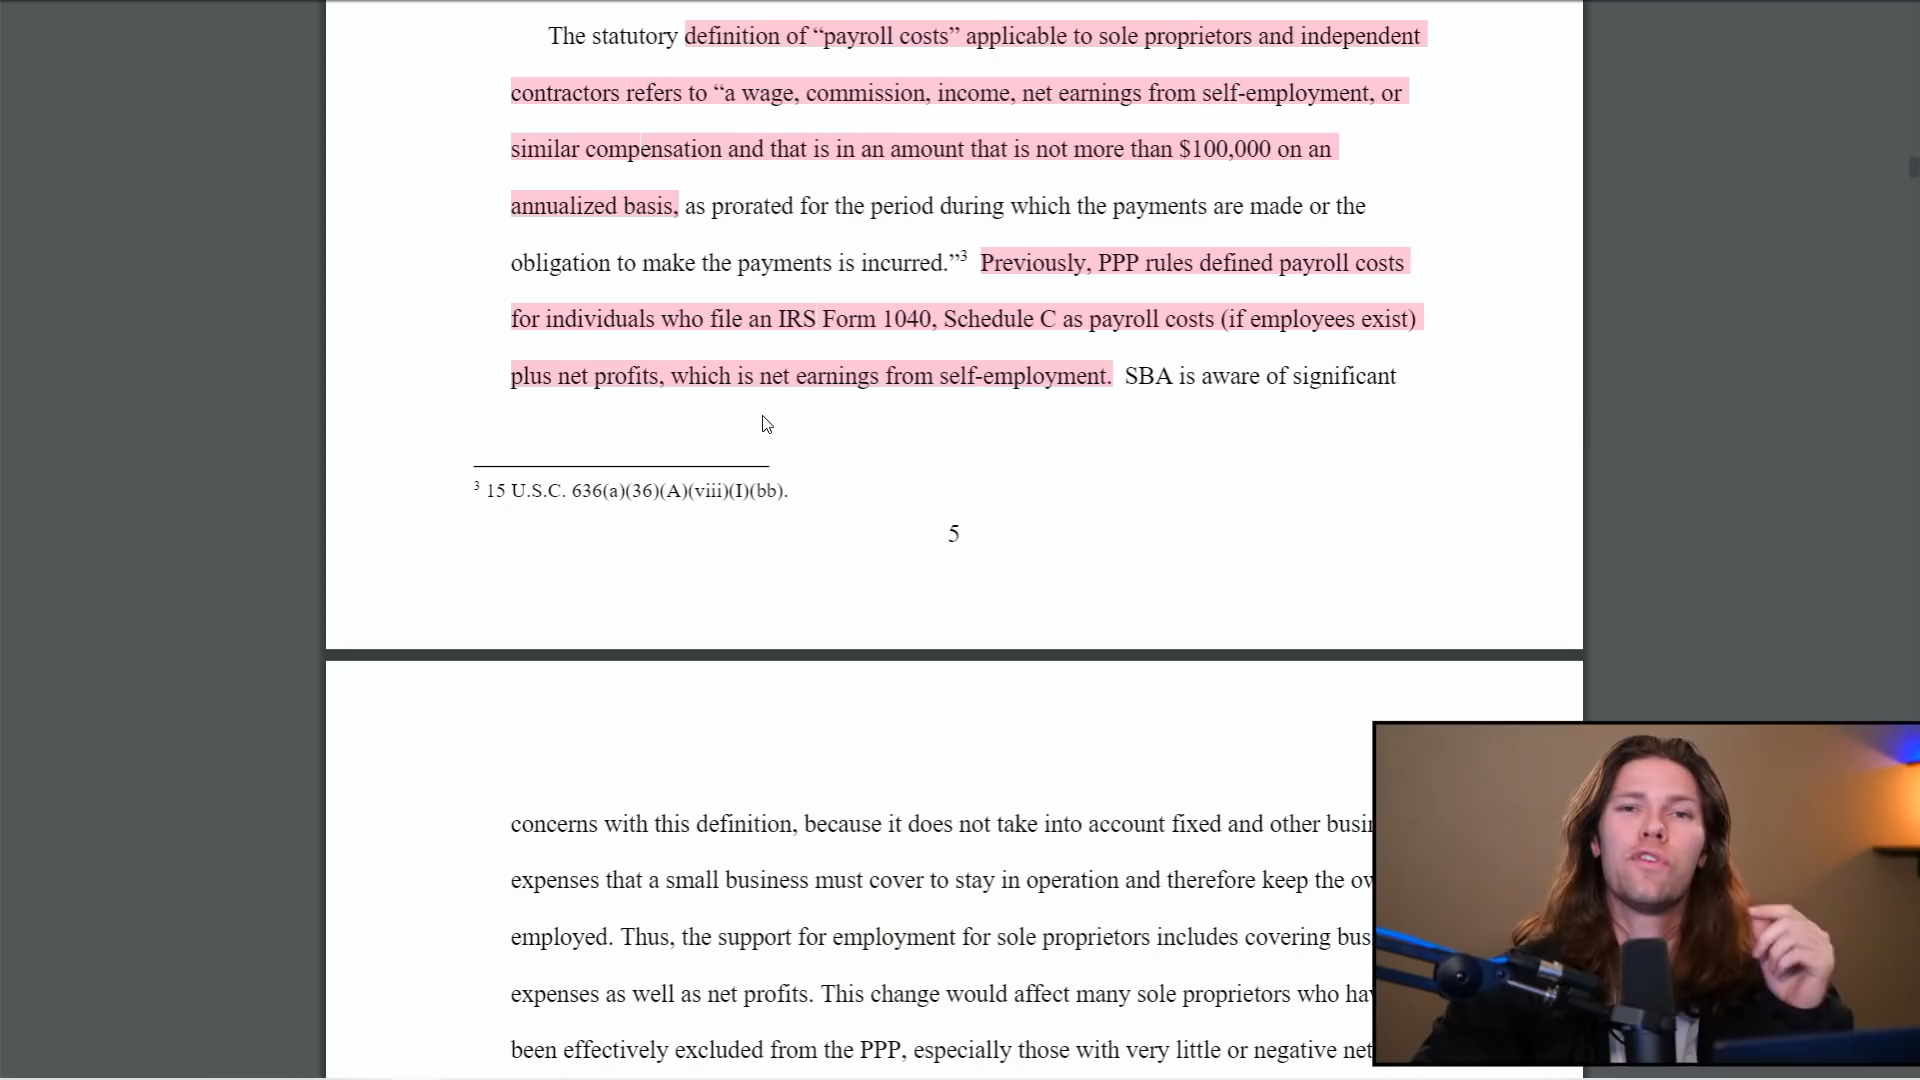 The statutory definition of “payroll costs” applicable to sole proprietors and independent
contractors refers to “a wage, commission, income, net earnings from self-employment, or
similar compensation and that is in an amount that is not more than $100,000 on an
annualized basis, as prorated for the period during which the payments are made or the
obligation to make the payments is incurred.”3 Previously, PPP rules defined payroll costs
for individuals who file an IRS Form 1040, Schedule C as payroll costs (if employees exist)
plus net profits, which is net earnings from self-employment. SBA is aware of significant
3 15 U.S.C. 636(a)(36)(A)(viii)(I)(bb).
5
concerns with this definition, because it does not take into account fixed and other
expenses that a small business must cover to stay in operation and therefore keep the
employed. Thus, the support for employment for sole proprietors includes covering
expenses as well as net profits. This change would affect many sole proprietors who
been effectively excluded from the PPP, especially those with very little or negative net